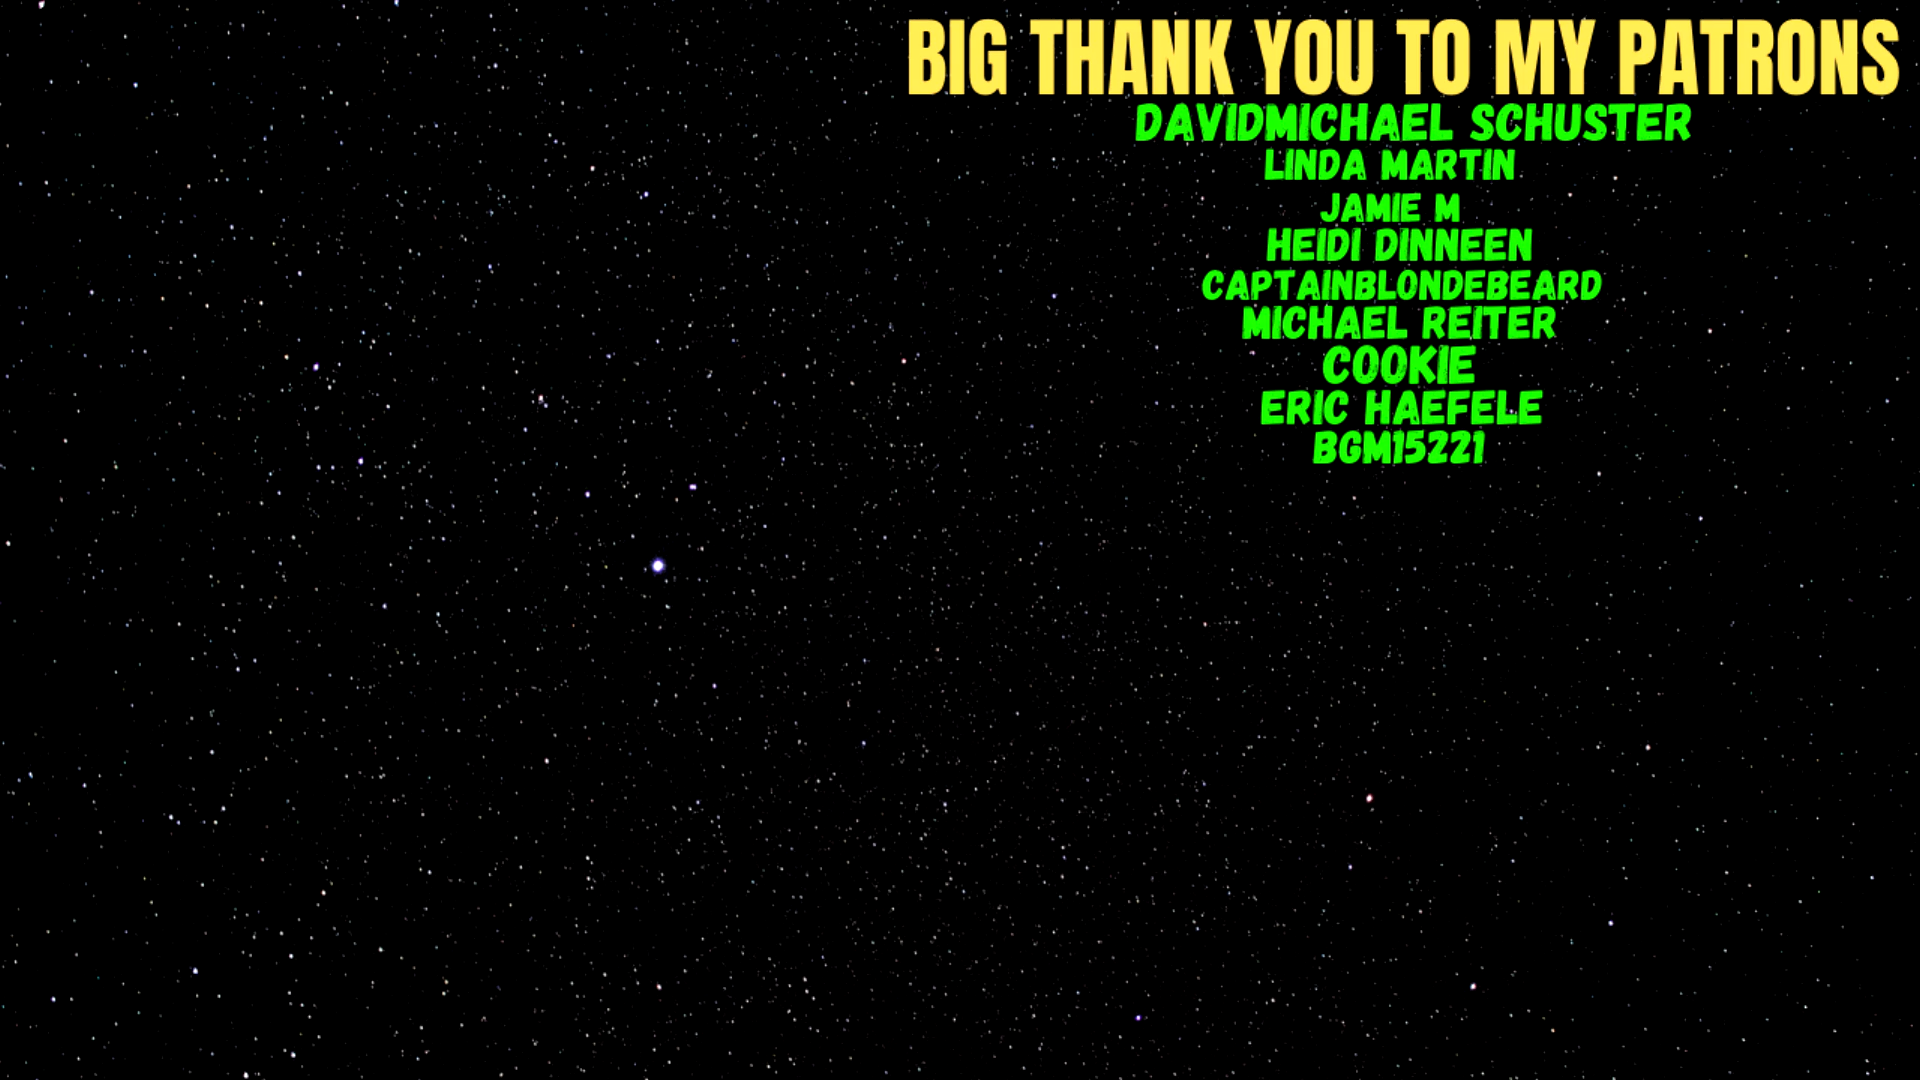 BIG THANK YOU TO MY PATRONS
DAVIDMICHAEL SCHUSTER
LINDA MARTIN
JAMIE M
HEIDI DINNEEN
CAPTAINBLONDEBEARD
MICHAEL REITER
COOKIE
ERIC HAEFELE
BGM15221